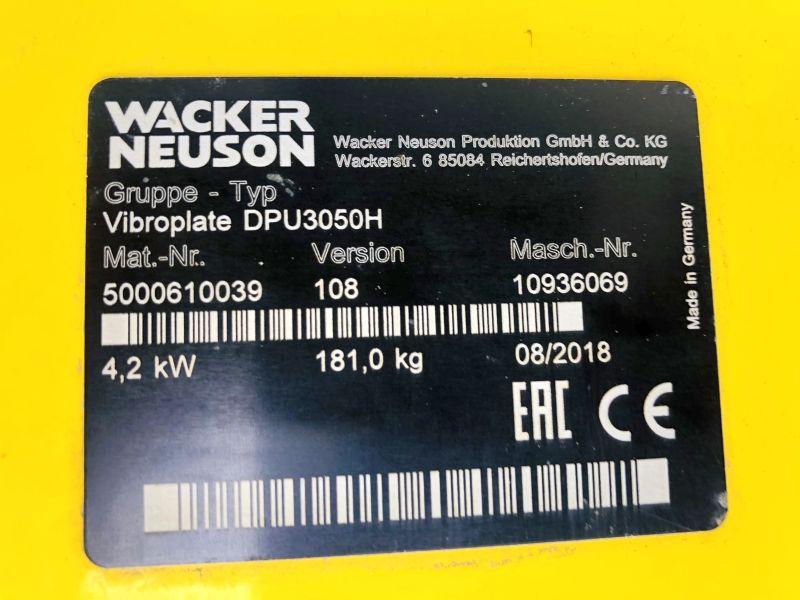 WACKER
NEUSON
Wacker Neuson Produktion GmbH & Co. KG
Wackerstr. 6 85084 Reichertshofen/Germany
Gruppe - Typ
Vibroplate DPU3050H
Mat.-Nr. Version Masch.-Nr.
5000610039 108 10936069
4,2 kW 181,0 kg 08/2018
EAC CE
Made in Germany